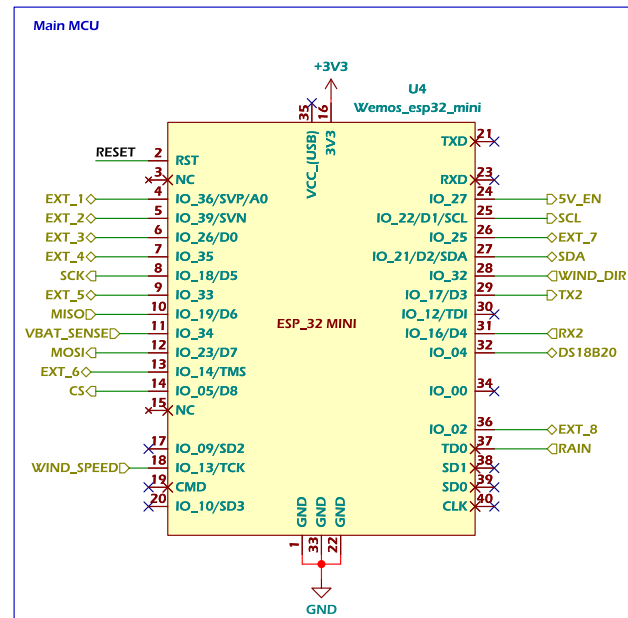 Main MCU
+3V3
U4
Wemos_esp32_mini
35
16
VCC_(USB)
3V3
RESET 2 RST
3 NC
EXT_1 4 IO_36/SVP/A0
EXT_2 5 IO_39/SVN
EXT_3 6 IO_26/D0
EXT_4 7 IO_35
SCK 8 IO_18/D5
EXT_5 9 IO_33
MISO 10 IO_19/D6
VBAT_SENSE 11 IO_34
MOSI 12 IO_23/D7
EXT_6 13 IO_14/TMS
CS 14 IO_05/D8
15 NC
17 IO_09/SD2
WIND_SPEED 18 IO_13/TCK
19 CMD
20 IO_10/SD3
ESP_32 MINI
TXD 21
RXD 23
IO_27 24 5V_EN
IO_22/D1/SCL 25 SCL
IO_25 26 EXT_7
IO_21/D2/SDA 27 SDA
IO_32 28 WIND_DIR
IO_17/D3 29 TX2
IO_12/TDI 30
IO_16/D4 31 RX2
IO_04 32 DS18B20
IO_00 34
IO_02 36 EXT_8
TD0 37 RAIN
SD1 38
SD0 39
CLK 40
GND
GND
GND
1
33
22
GND